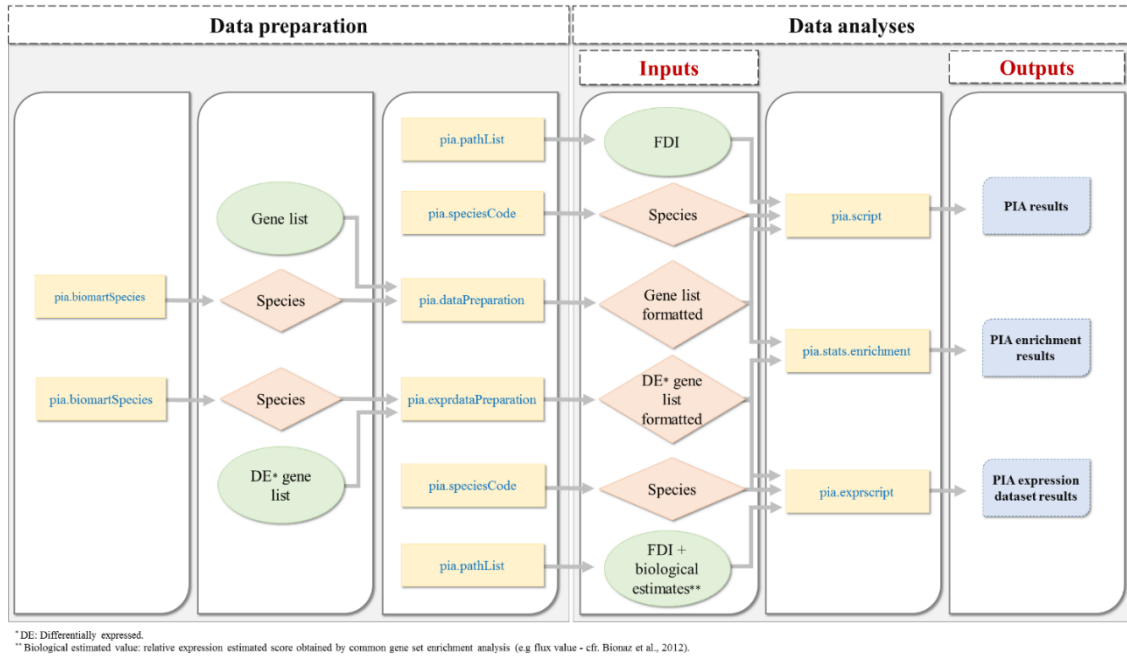 Data preparation
Data analyses
Inputs
Outputs
pia.pathList
FDI
pia.speciesCode
Species
pia.script
PIA results
Gene list
pia.biomartSpecies
Species
pia.dataPreparation
Gene list
formatted
pia.stats.enrichment
PIA enrichment
results
pia.biomartSpecies
Species
pia.exprdataPreparation
DE* gene
list
formatted
DE* gene
list
pia.speciesCode
Species
pia.exprscript
PIA expression
dataset results
pia.pathList
FDI +
biological
estimates**
* DE: Differentially expressed.
** Biological estimated value: relative expression estimated score obtained by common gene set enrichment analysis (e.g flux value - cfr. Bionaz et al., 2012).